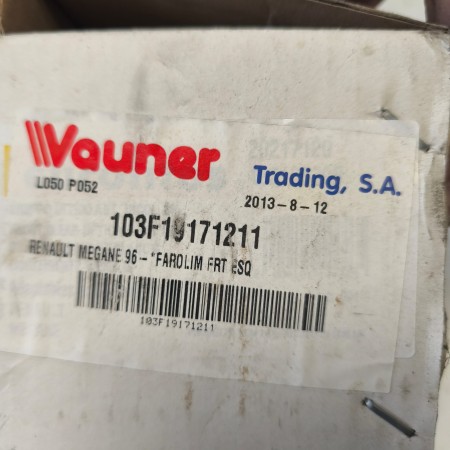 Vauner
Trading, S.A.
L050 P052
2013-8-12
103F19171211
RENAULT MEGANE 96- *FAROLIM FRT ESQ
103F19171211